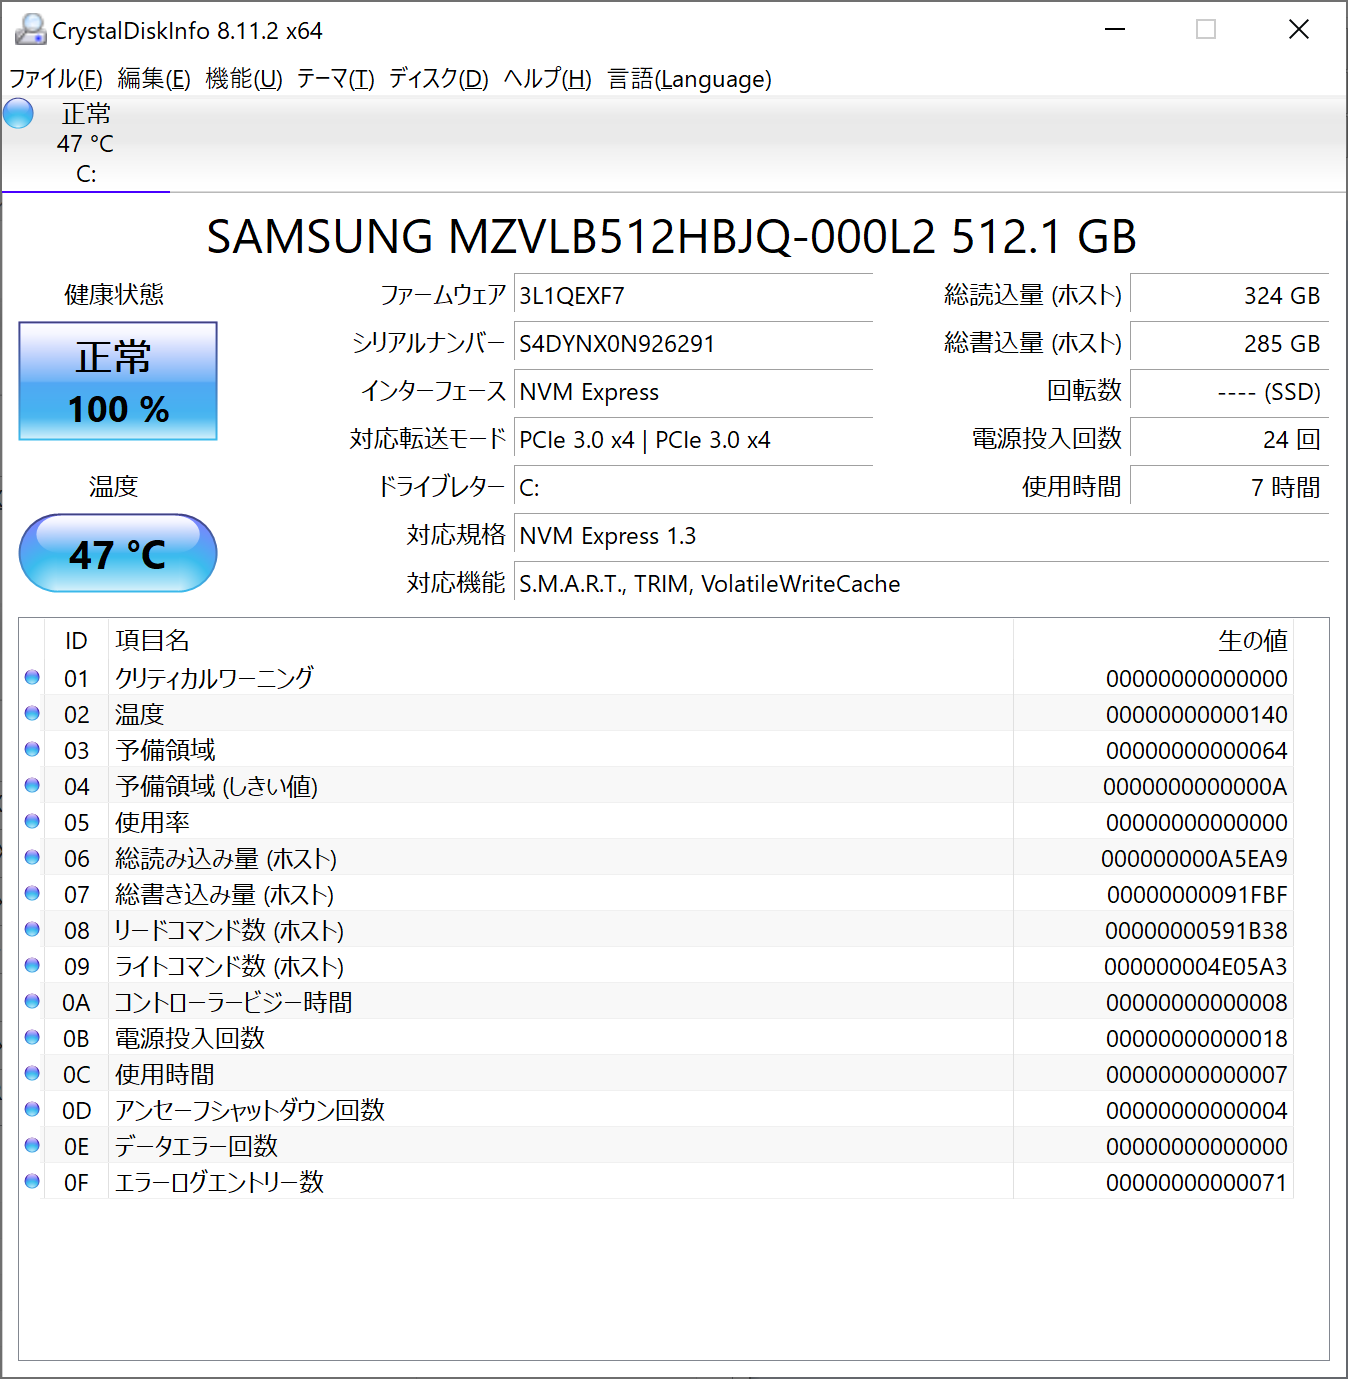 CrystalDiskInfo 8.11.2 x64
ファイル(F) 編集(E) 機能(U) テーマ(T) ディスク(D) ヘルプ(H) 言語(Language)
正常
47 °C
C:
SAMSUNG MZVLB512HBJQ-000L2 512.1 GB
健康状態
正常
100 %
温度
47 °C
ファームウェア 3L1QEXF7
シリアルナンバー S4DYNX0N926291
インターフェース NVM Express
対応転送モード PCIe 3.0 x4 | PCIe 3.0 x4
ドライブレター C:
対応規格 NVM Express 1.3
対応機能 S.M.A.R.T., TRIM, VolatileWriteCache
総読込量 (ホスト) 324 GB
総書込量 (ホスト) 285 GB
回転数 ---- (SSD)
電源投入回数 24 回
使用時間 7 時間
ID 項目名 生の値
01 クリティカルワーニング 00000000000000
02 温度 00000000000140
03 予備領域 00000000000064
04 予備領域 (しきい値) 0000000000000A
05 使用率 00000000000000
06 総読み込み量 (ホスト) 000000000A5EA9
07 総書き込み量 (ホスト) 00000000091FBF
08 リードコマンド数 (ホスト) 00000000591B38
09 ライトコマンド数 (ホスト) 000000004E05A3
0A コントローラービジー時間 00000000000008
0B 電源投入回数 00000000000018
0C 使用時間 00000000000007
0D アンセーフシャットダウン回数 00000000000004
0E データエラー回数 00000000000000
0F エラーログエントリー数 00000000000071